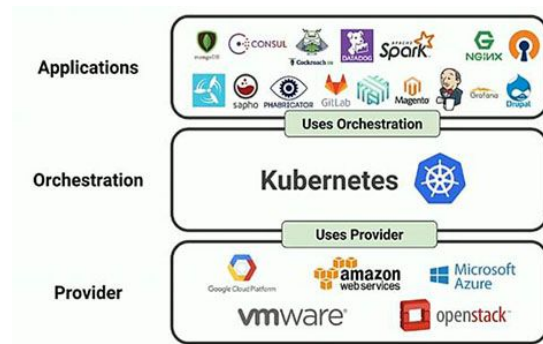 Applications
mongoDB
CONSUL
Cockroach DB
DATADOG
APACHE
Spark
NGINX
sapho
PHABRICATOR
GitLab
Magento
Grafana
Drupal
Uses Orchestration
Orchestration
Kubernetes
Uses Provider
Provider
Google Cloud Platform
amazon
web services
Microsoft
Azure
vmware
openstack